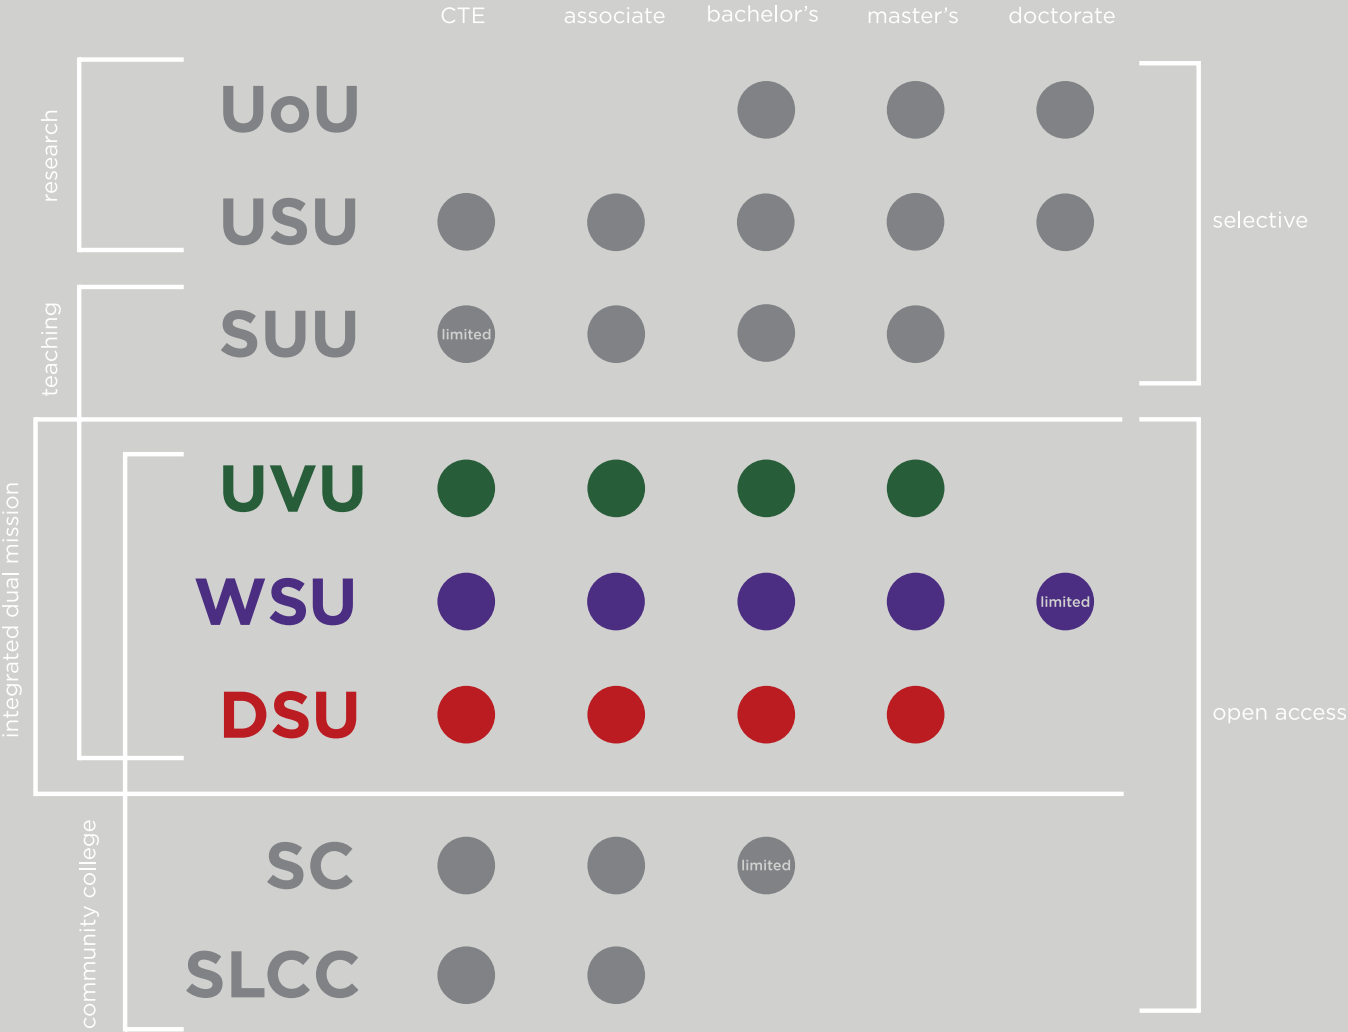 CTE associate bachelor's master's doctorate
research
UoU
USU
selective
teaching
SUU limited
integrated dual mission
UVU
WSU limited
DSU
open access
community college
SC limited
SLCC